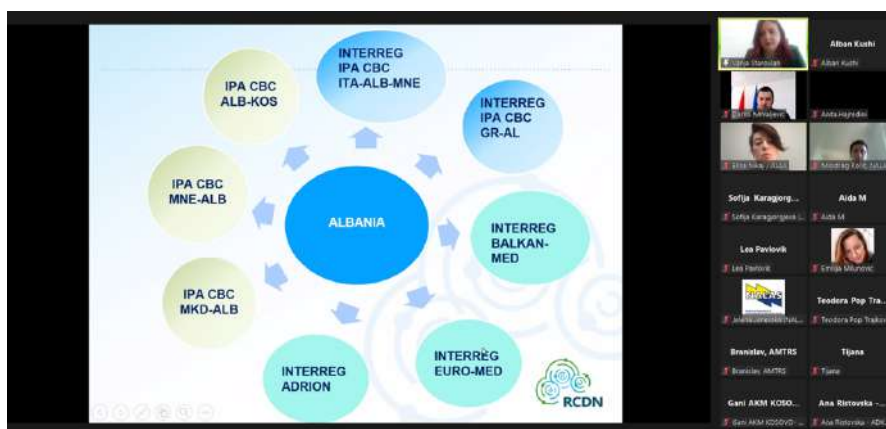 INTERREG
IPA CBC
ITA-ALB-MNE
IPA CBC
ALB-KOS
INTERREG
IPA CBC
GR-AL
IPA CBC
MNE-ALB
ALBANIA
INTERREG
BALKAN-
MED
IPA CBC
MKD-ALB
INTERREG
ADRION
INTERREG
EURO-MED
RCDN
Alban Kushi
Alban Kushi
Sofija Karagjorg...
Aida M
Aida M
Lea Pavlovik
Lea Pavlovik
Emilija Milunovic
Teodora Pop Tra...
Branislav, AMTRS
Tijana
Branislav, AMTRS
Tijana
Gani AKM KOSO...
Ana Ristovska -...